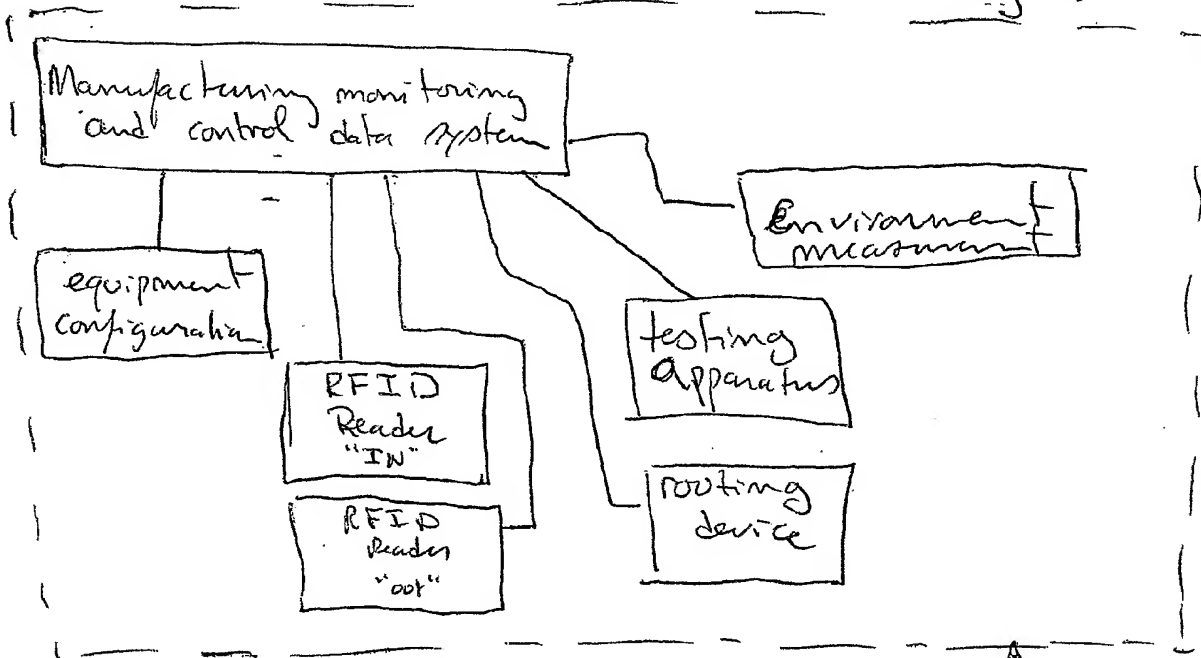 Manufacturing monitoring
and control data system
Environment
measurment
equipment
configuration
RFID
Reader
"IN"
testing
apparatus
RFID
Reader
"OUT"
routing
device